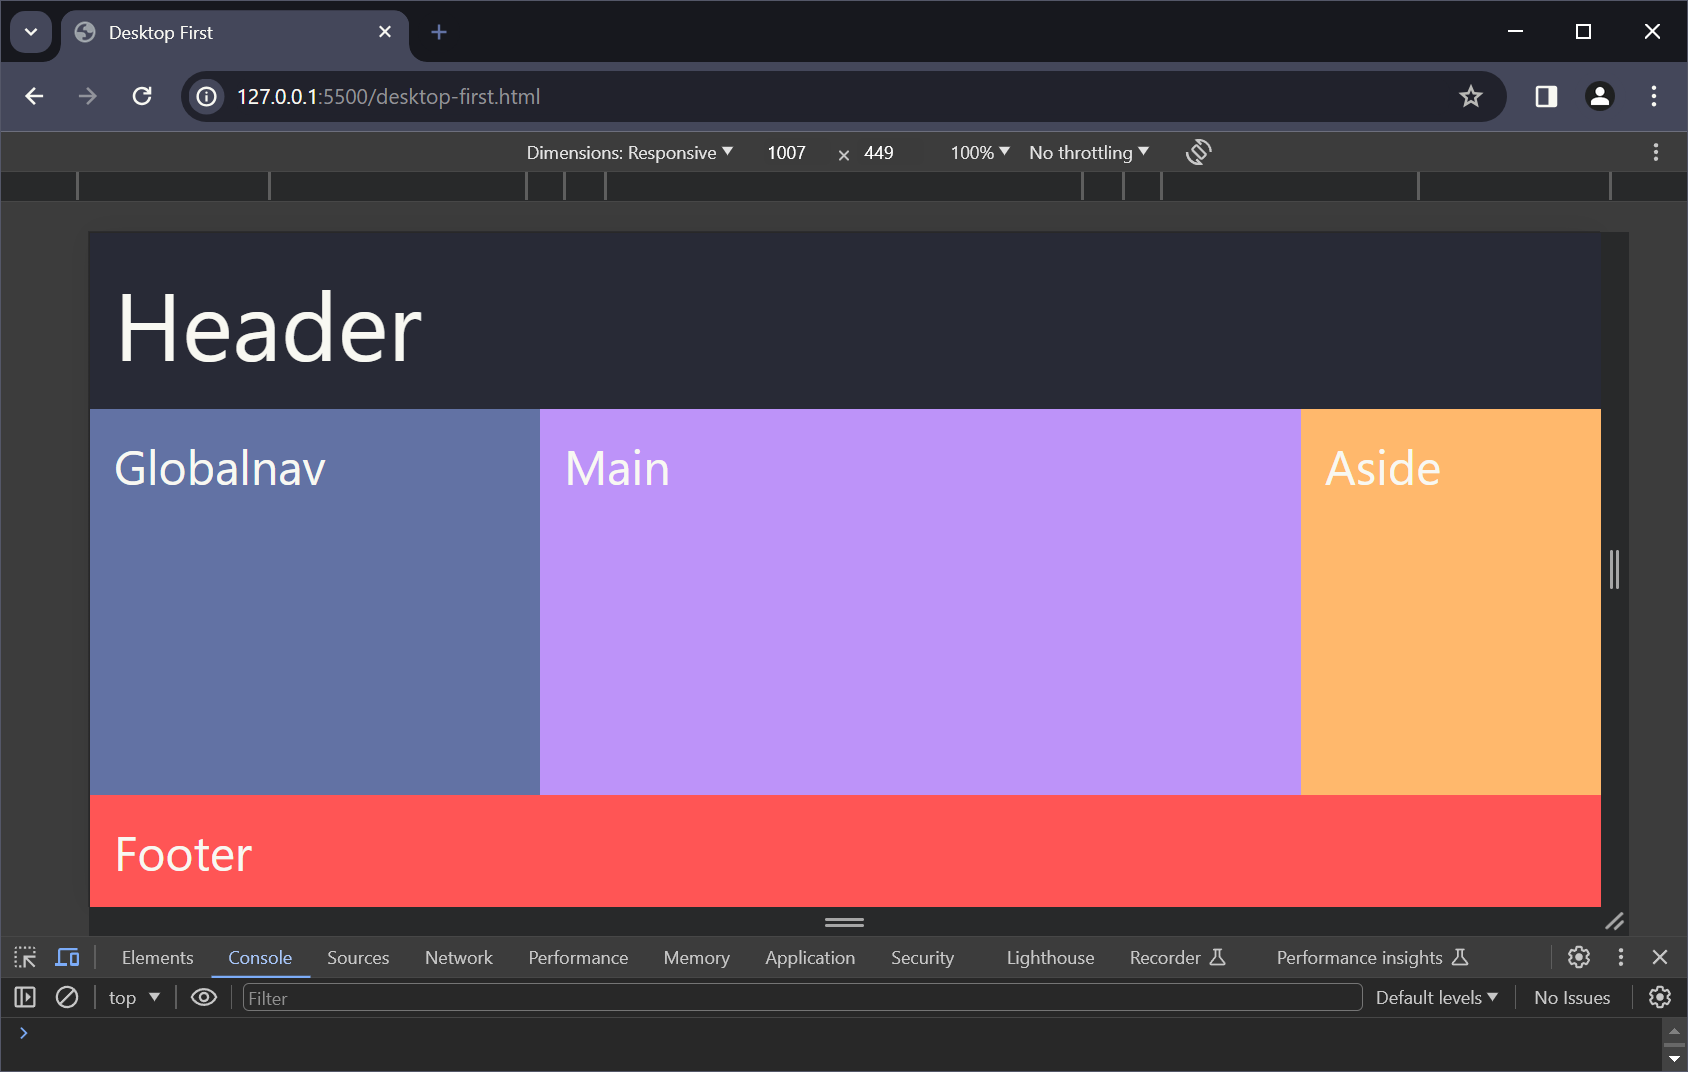 Desktop First
127.0.0.1:5500/desktop-first.html
Dimensions: Responsive 1007 × 449 100% No throttling
Header
Globalnav Main Aside
Footer
Elements Console Sources Network Performance Memory Application Security Lighthouse Recorder Performance insights
top Filter Default levels No Issues